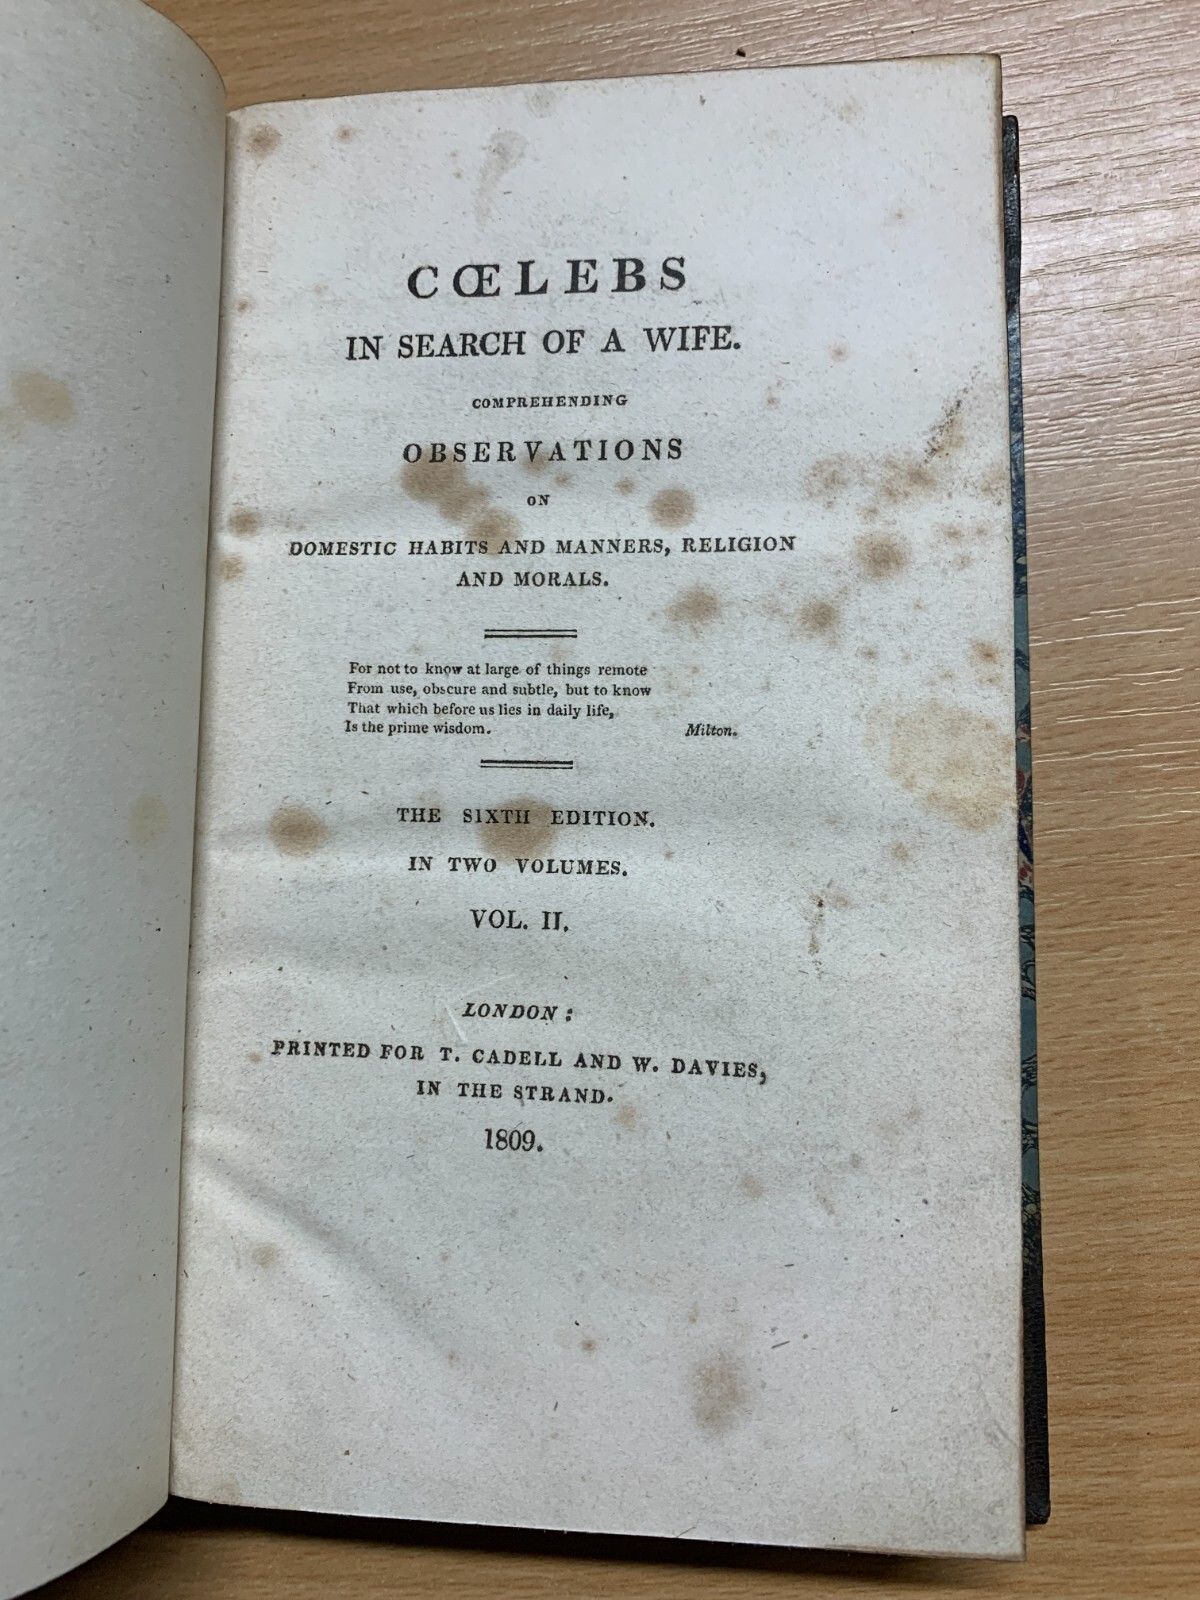 CŒLEBS
IN SEARCH OF A WIFE.
COMPREHENDING
OBSERVATIONS
ON
DOMESTIC HABITS AND MANNERS, RELIGION
AND MORALS.
For not to know at large of things remote
From use, obscure and subtle, but to know
That which before us lies in daily life,
Is the prime wisdom. Milton.
THE SIXTH EDITION.
IN TWO VOLUMES.
VOL. II.
LONDON:
PRINTED FOR T. CADELL AND W. DAVIES,
IN THE STRAND.
1809.